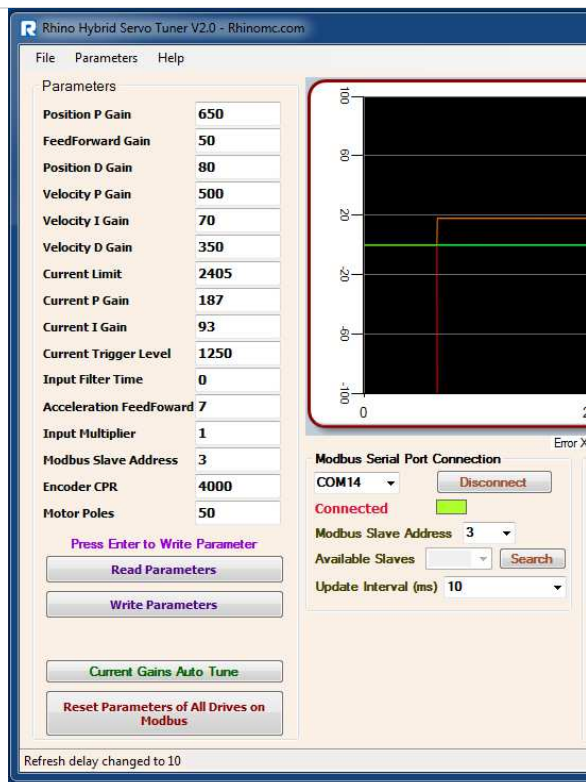 Rhino Hybrid Servo Tuner V2.0 - Rhinomc.com
File Parameters Help
Parameters
Position P Gain 650
FeedForward Gain 50
Position D Gain 80
Velocity P Gain 500
Velocity I Gain 70
Velocity D Gain 350
Current Limit 2405
Current P Gain 187
Current I Gain 93
Current Trigger Level 1250
Input Filter Time 0
Acceleration FeedFoward 7
Input Multiplier 1
Modbus Slave Address 3
Encoder CPR 4000
Motor Poles 50
Press Enter to Write Parameter
Read Parameters
Write Parameters
Current Gains Auto Tune
Reset Parameters of All Drives on
Modbus
100
60
20
-20
-60
-100
0
Error X
Modbus Serial Port Connection
COM14 Disconnect
Connected
Modbus Slave Address 3
Available Slaves Search
Update Interval (ms) 10
Refresh delay changed to 10